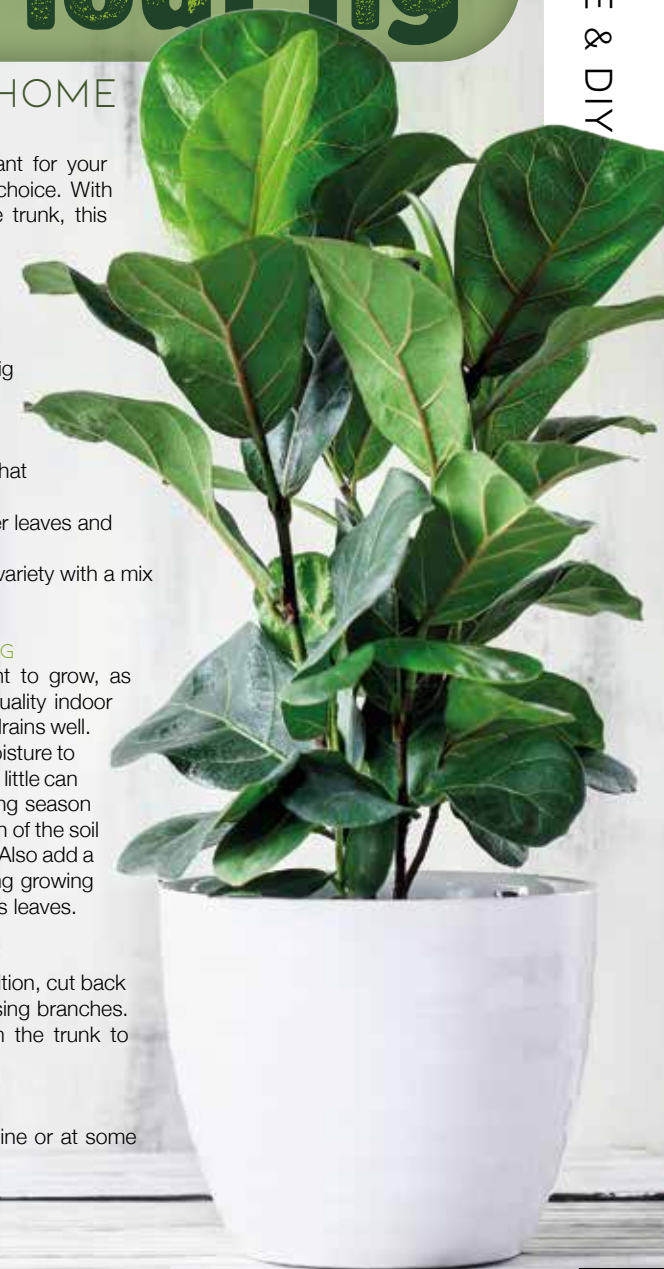 HOME
E & DIY
ant for your
choice. With
e trunk, this
ig
hat
er leaves and
variety with a mix
G
nt to grow, as
uality indoor
drains well.
oisture to
little can
ng season
n of the soil
Also add a
ng growing
s leaves.
ition, cut back
sing branches.
n the trunk to
ine or at some